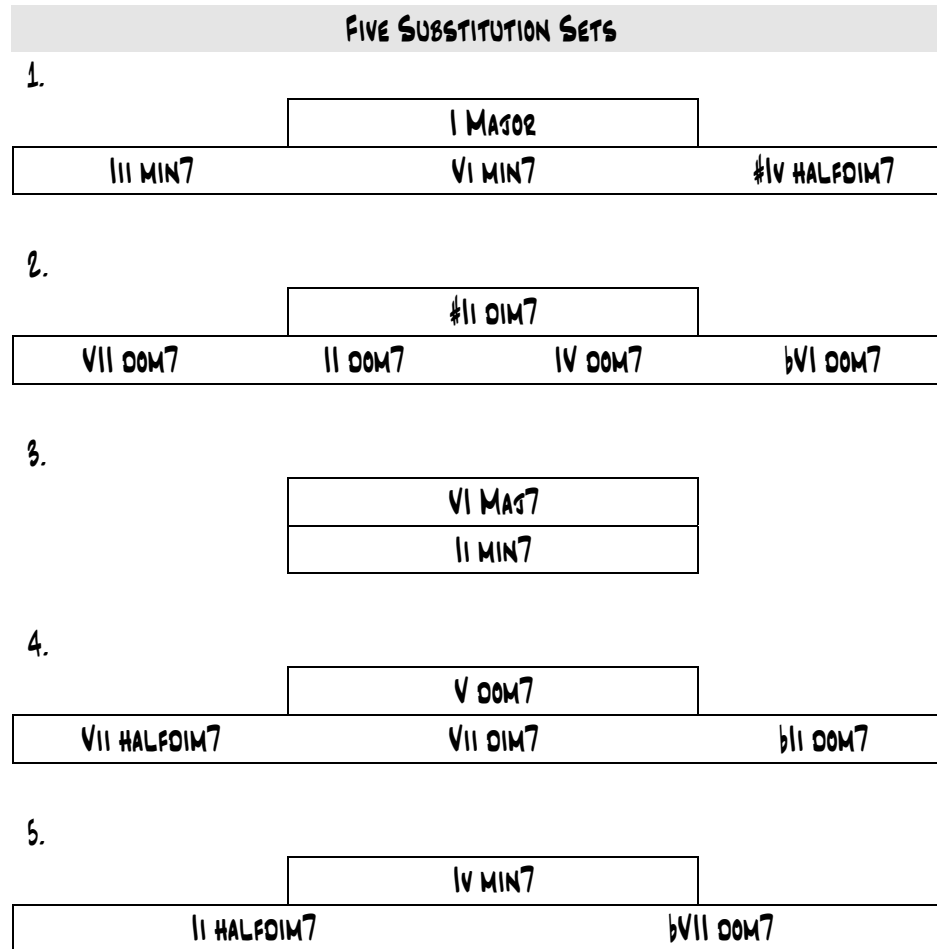 Five Substitution Sets
1.
I Major
Iii min7 Vi min7 #Iv halfdim7
2.
#Ii dim7
VII dom7 II dom7 IV dom7 bVI dom7
3.
VI Maj7
Ii min7
4.
V dom7
Vii halfdim7 Vii dim7 bII dom7
5.
Iv min7
Ii halfdim7 bVII dom7